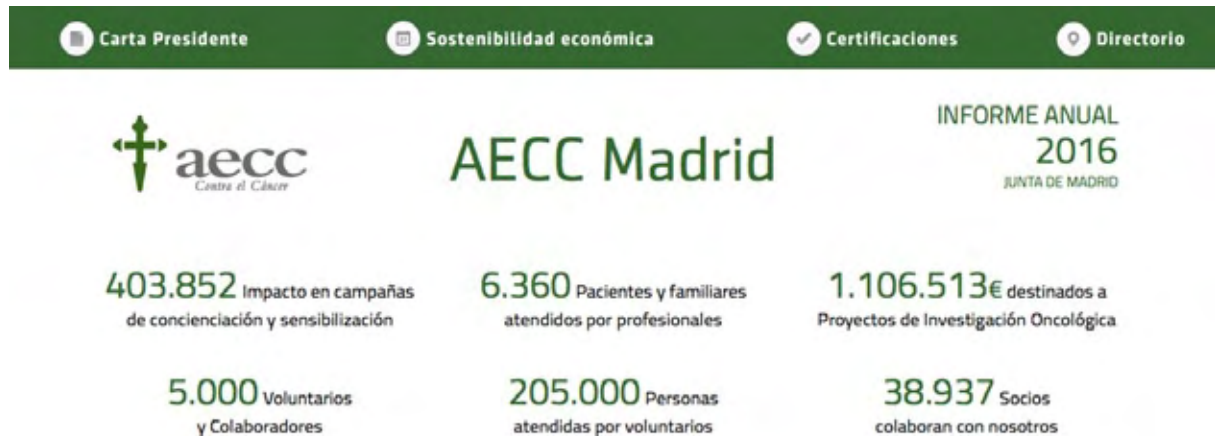 Carta Presidente
Sostenibilidad económica
Certificaciones
Directorio
aecc
Contra el Cáncer
AECC Madrid
INFORME ANUAL
2016
JUNTA DE MADRID
403.852 Impacto en campañas
de concienciación y sensibilización
6.360 Pacientes y familiares
atendidos por profesionales
1.106.513€ destinados a
Proyectos de Investigación Oncológica
5.000 Voluntarios
y Colaboradores
205.000 Personas
atendidas por voluntarios
38.937 Socios
colaboran con nosotros